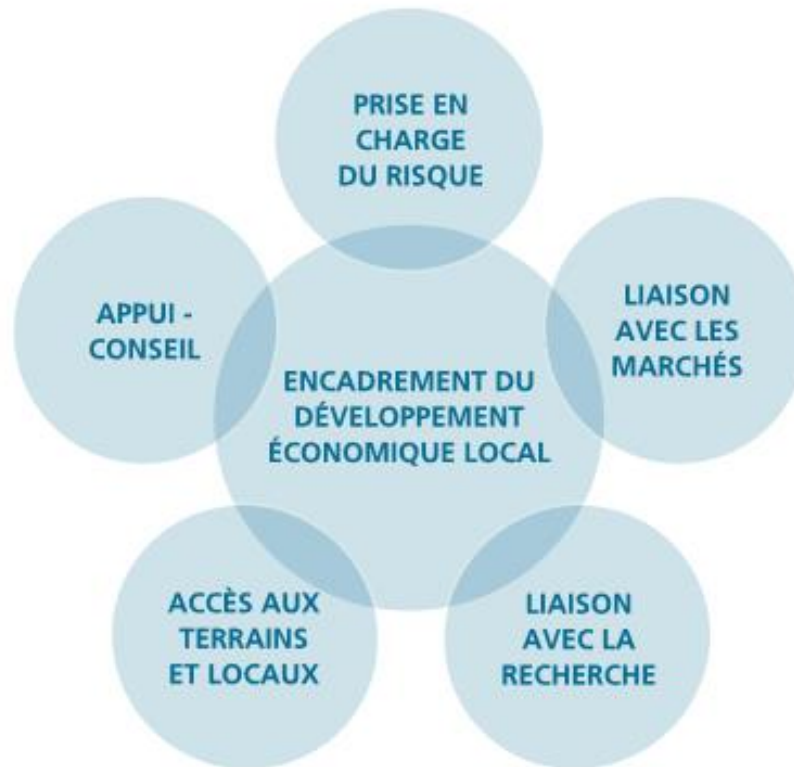 PRISE EN
CHARGE
DU RISQUE
APPUI -
CONSEIL
LIAISON
AVEC LES
MARCHÉS
ENCADREMENT DU
DÉVELOPPEMENT
ÉCONOMIQUE LOCAL
ACCÈS AUX
TERRAINS
ET LOCAUX
LIAISON
AVEC LA
RECHERCHE